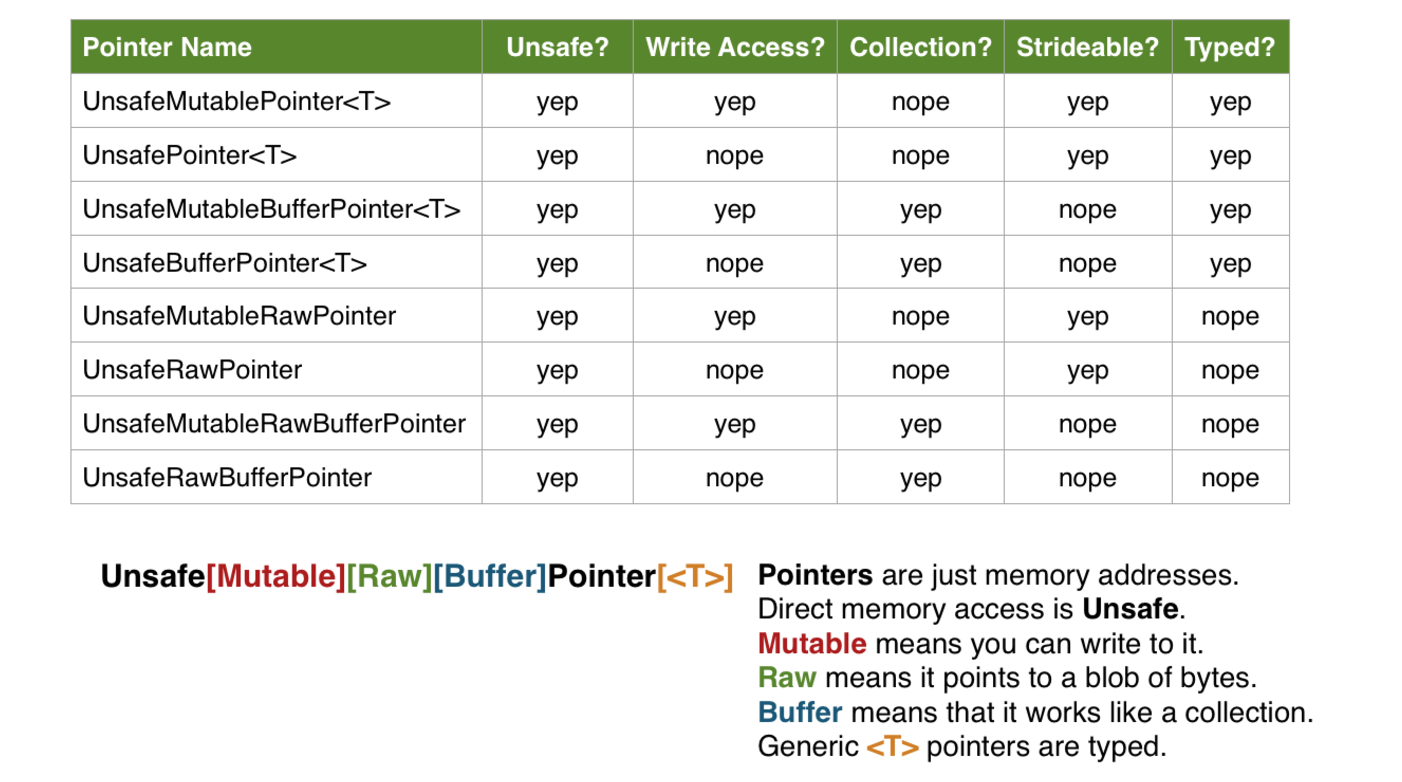 Pointer Name Unsafe? Write Access? Collection? Strideable? Typed?
UnsafeMutablePointer<T> yep yep nope yep yep
UnsafePointer<T> yep nope nope yep yep
UnsafeMutableBufferPointer<T> yep yep yep nope yep
UnsafeBufferPointer<T> yep nope yep nope yep
UnsafeMutableRawPointer yep yep nope yep nope
UnsafeRawPointer yep nope nope yep nope
UnsafeMutableRawBufferPointer yep yep yep nope nope
UnsafeRawBufferPointer yep nope yep nope nope
Unsafe[Mutable][Raw][Buffer]Pointer[<T>]
Pointers are just memory addresses.
Direct memory access is Unsafe.
Mutable means you can write to it.
Raw means it points to a blob of bytes.
Buffer means that it works like a collection.
Generic <T> pointers are typed.